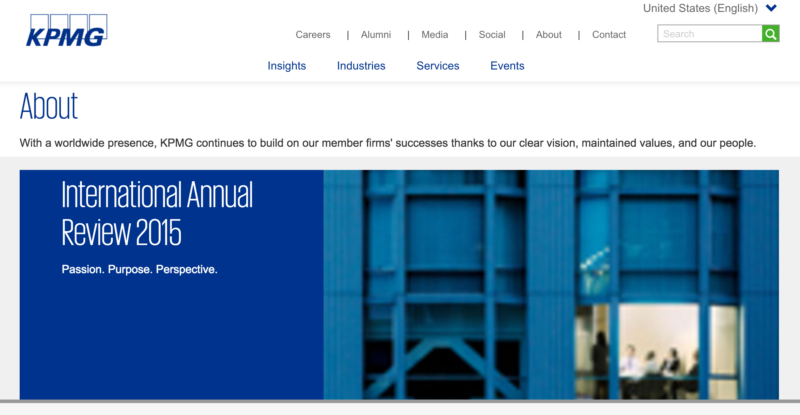 United States (English)
KPMG
Careers | Alumni | Media | Social | About | Contact
Search
Insights Industries Services Events
About
With a worldwide presence, KPMG continues to build on our member firms' successes thanks to our clear vision, maintained values, and our people.
International Annual
Review 2015
Passion. Purpose. Perspective.